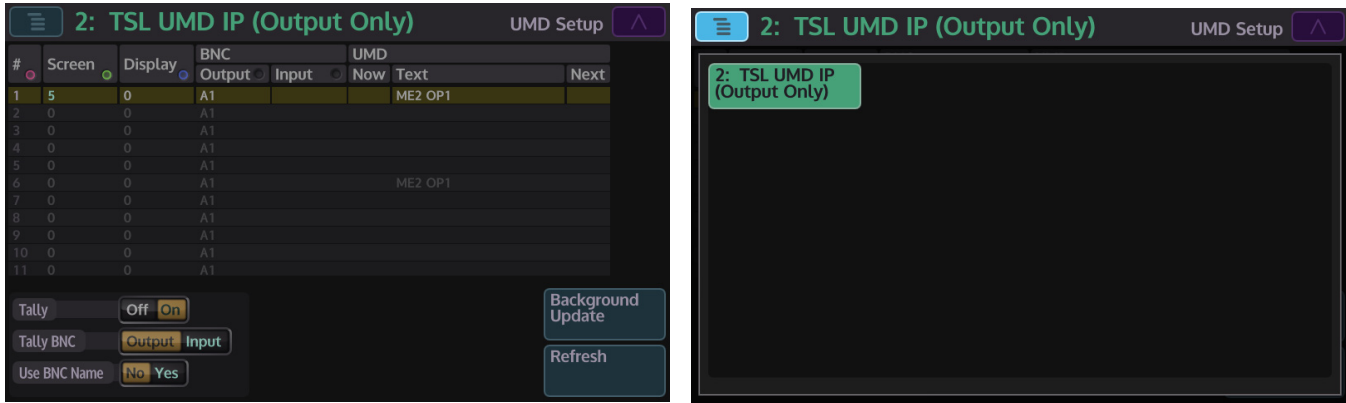 2: TSL UMD IP (Output Only) UMD Setup
# Screen Display BNC UMD
Output Input Now Text Next
1 5 0 A1 ME2 OP1
2 0 0 A1
3 0 0 A1
4 0 0 A1
5 0 0 A1
6 0 0 A1 ME2 OP1
7 0 0 A1
8 0 0 A1
9 0 0 A1
10 0 0 A1
11 0 0 A1
Tally Off On
Tally BNC Output Input
Use BNC Name No Yes
Background
Update
Refresh
2: TSL UMD IP (Output Only) UMD Setup
2: TSL UMD IP
(Output Only)